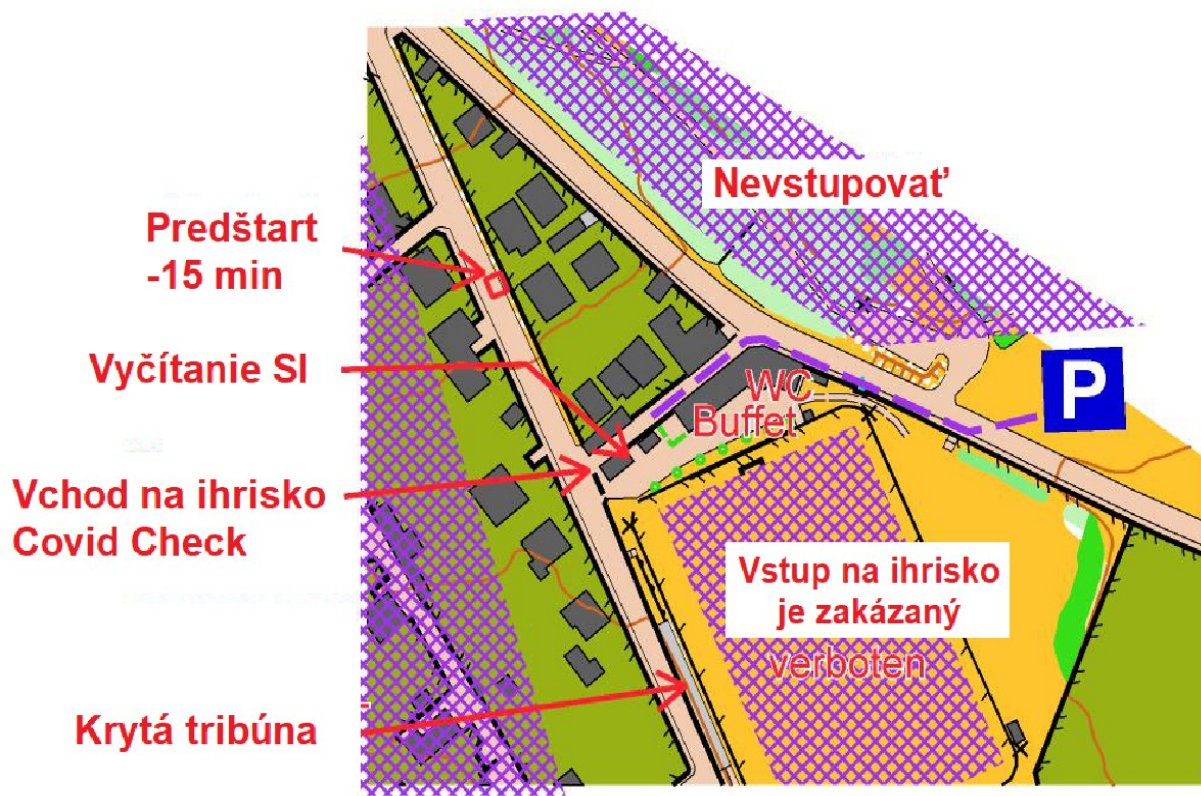 Nevstupovať
Predštart
-15 min
Vyčítanie SI
P
WC
Buffet
Vchod na ihrisko
Covid Check
Vstup na ihrisko
je zakázaný
verboten
Krytá tribúna